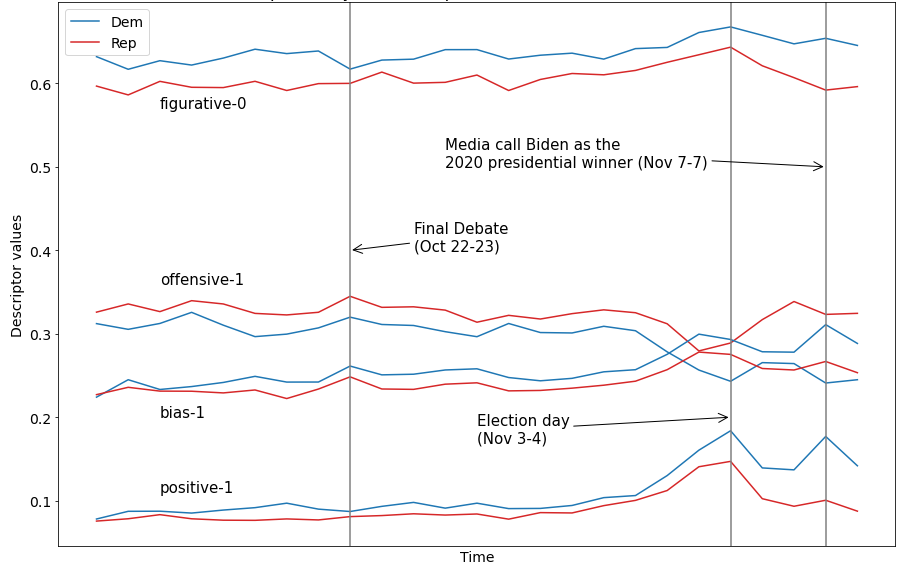 Dem
Rep
0.6
figurative-0
Media call Biden as the
2020 presidential winner (Nov 7-7)
0.5
Final Debate
(Oct 22-23)
0.4
offensive-1
Descriptor values
0.3
bias-1
0.2
Election day
(Nov 3-4)
positive-1
0.1
Time